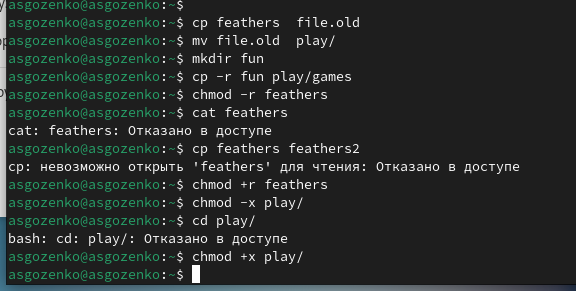 asgozenko@asgozenko:~$
asgozenko@asgozenko:~$ cp feathers  file.old
asgozenko@asgozenko:~$ mv file.old  play/
asgozenko@asgozenko:~$ mkdir fun
asgozenko@asgozenko:~$ cp -r fun play/games
asgozenko@asgozenko:~$ chmod -r feathers
asgozenko@asgozenko:~$ cat feathers
cat: feathers: Отказано в доступе
asgozenko@asgozenko:~$ cp feathers feathers2
cp: невозможно открыть 'feathers' для чтения: Отказано в доступе
asgozenko@asgozenko:~$ chmod +r feathers
asgozenko@asgozenko:~$ chmod -x play/
asgozenko@asgozenko:~$ cd play/
bash: cd: play/: Отказано в доступе
asgozenko@asgozenko:~$ chmod +x play/
asgozenko@asgozenko:~$